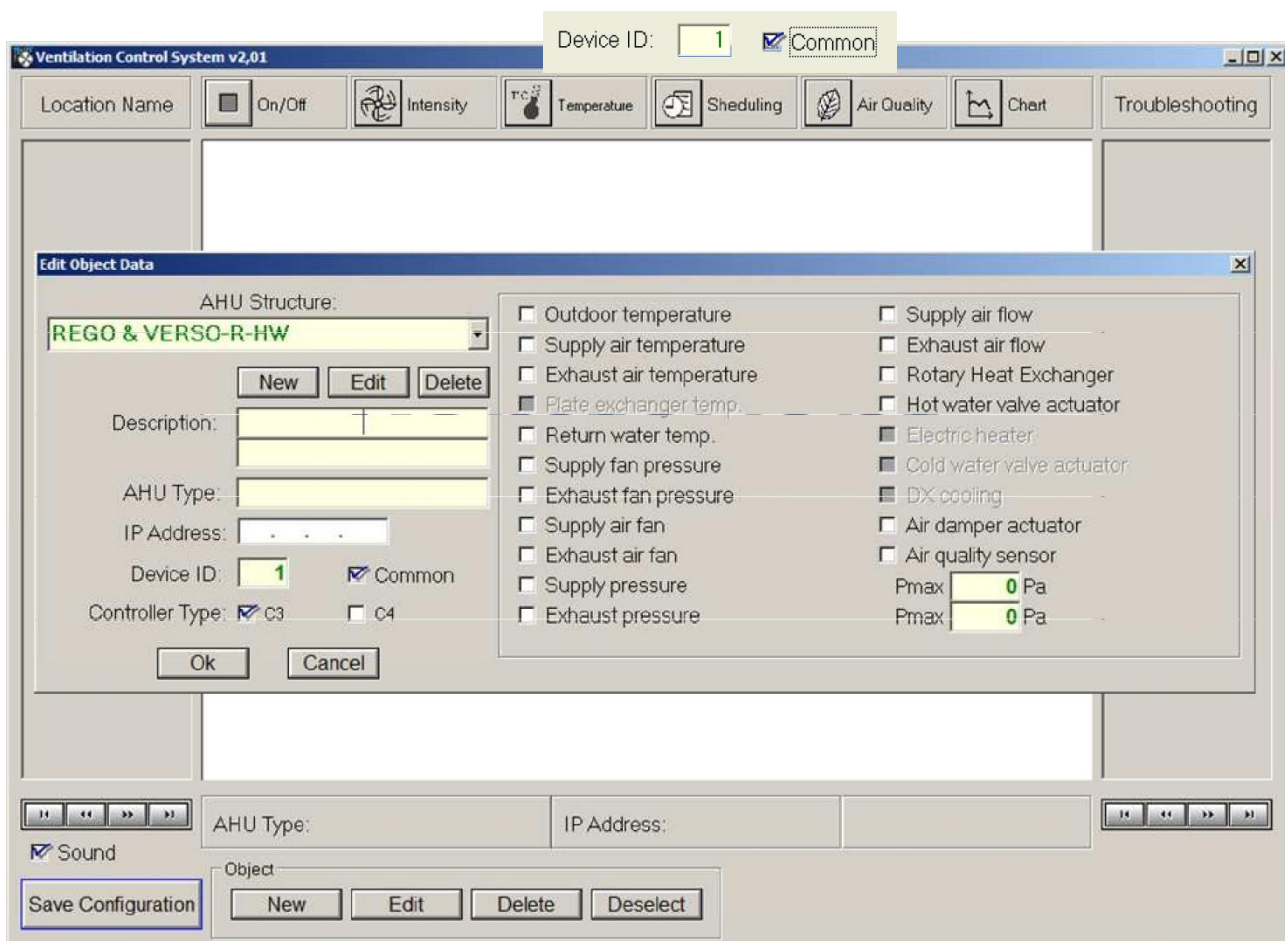 Device ID: 1 Common
Ventilation Control System v2,01
Location Name On/Off Intensity Temperature Sheduling Air Quality Chart Troubleshooting
Edit Object Data
AHU Structure:
REGO & VERSO-R-HW
New Edit Delete
Description:
AHU Type:
IP Address: . . .
Device ID: 1 Common
Controller Type: C3 C4
Ok Cancel
Outdoor temperature
Supply air temperature
Exhaust air temperature
Plate exchanger temp.
Return water temp.
Supply fan pressure
Exhaust fan pressure
Supply air fan
Exhaust air fan
Supply pressure
Exhaust pressure
Supply air flow
Exhaust air flow
Rotary Heat Exchanger
Hot water valve actuator
Electric heater
Cold water valve actuator
DX cooling
Air damper actuator
Air quality sensor
Pmax 0 Pa
Pmax 0 Pa
AHU Type: IP Address:
Sound
Save Configuration
Object
New Edit Delete Deselect